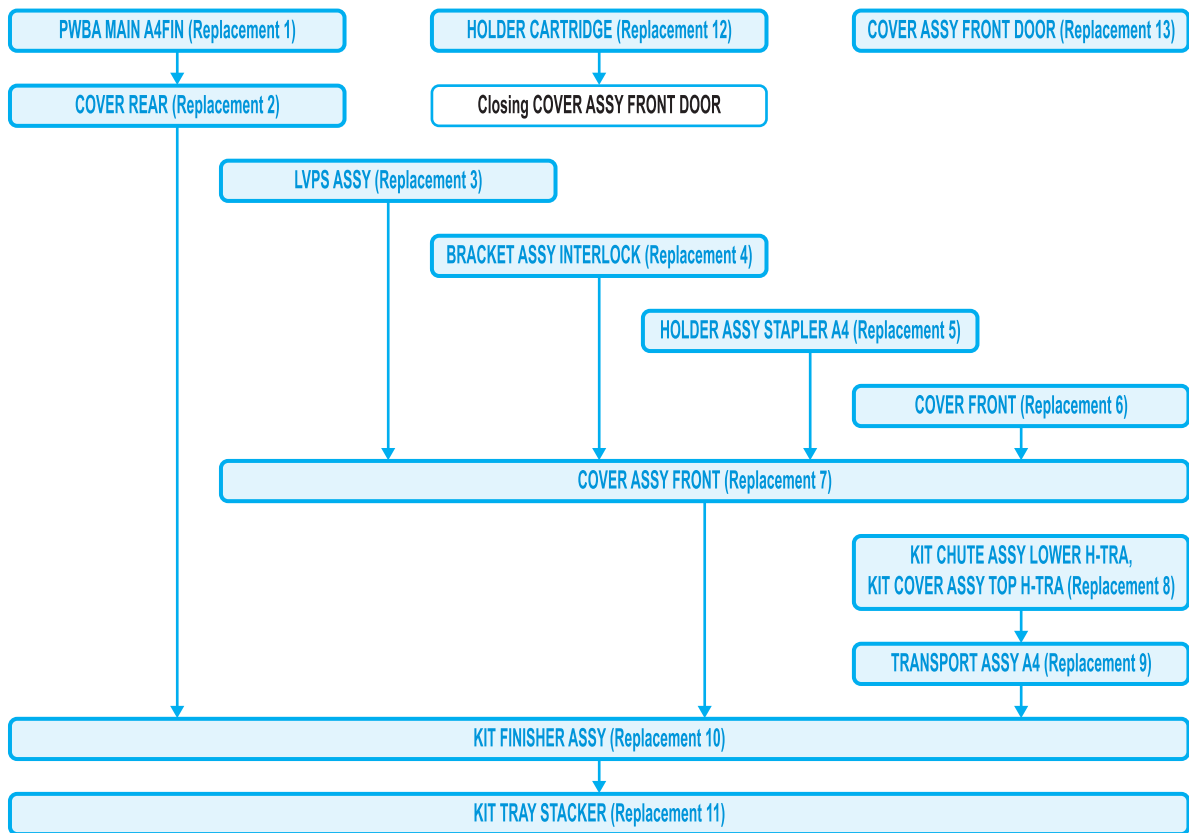 PWBA MAIN A4FIN (Replacement 1)
HOLDER CARTRIDGE (Replacement 12)
COVER ASSY FRONT DOOR (Replacement 13)
COVER REAR (Replacement 2)
Closing COVER ASSY FRONT DOOR
LVPS ASSY (Replacement 3)
BRACKET ASSY INTERLOCK (Replacement 4)
HOLDER ASSY STAPLER A4 (Replacement 5)
COVER FRONT (Replacement 6)
COVER ASSY FRONT (Replacement 7)
KIT CHUTE ASSY LOWER H-TRA,
KIT COVER ASSY TOP H-TRA (Replacement 8)
TRANSPORT ASSY A4 (Replacement 9)
KIT FINISHER ASSY (Replacement 10)
KIT TRAY STACKER (Replacement 11)